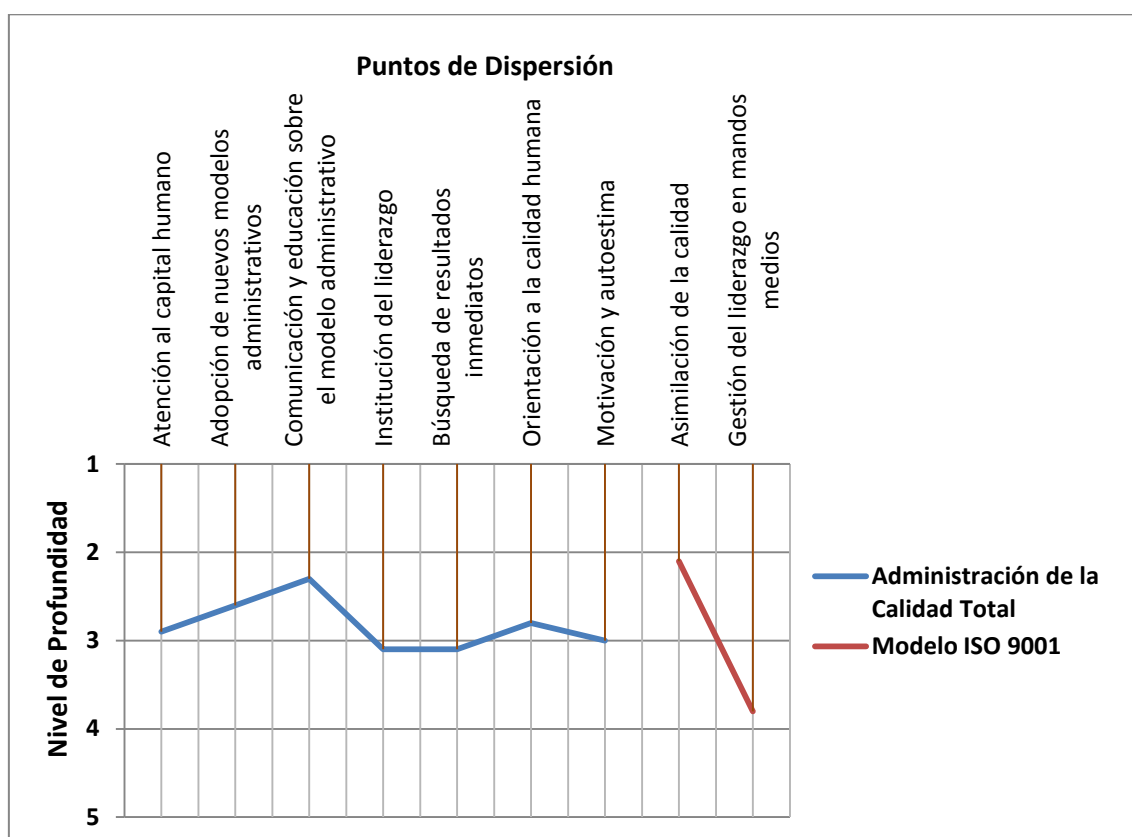 Puntos de Dispersión
Atención al capital humano
Adopción de nuevos modelos
administrativos
Comunicación y educación sobre
el modelo administrativo
Institución del liderazgo
Búsqueda de resultados
inmediatos
Orientación a la calidad humana
Motivación y autoestima
Asimilación de la calidad
Gestión del liderazgo en mandos
medios
Nivel de Profundidad
1
2
3
4
5
Administración de la
Calidad Total
Modelo ISO 9001